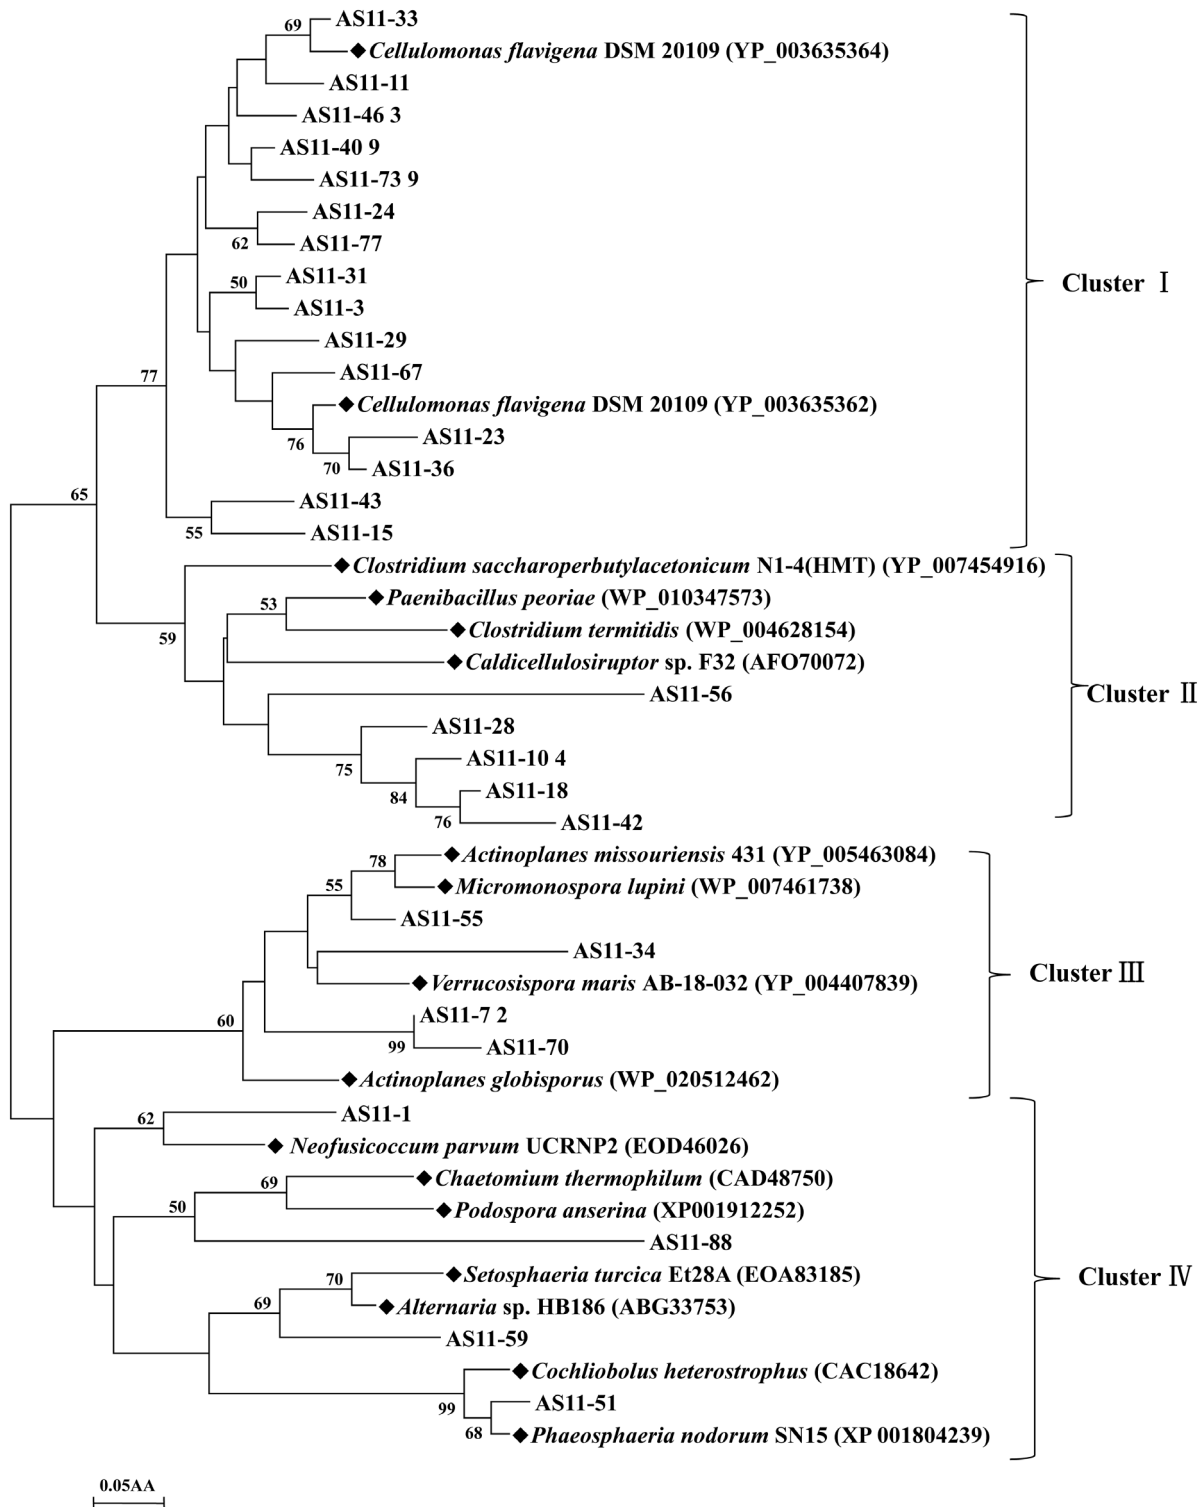 69
AS11-33
◆Cellulomonas flavigena DSM 20109 (YP_003635364)
AS11-11
AS11-46 3
AS11-40 9
AS11-73 9
AS11-24
62
AS11-77
50
AS11-31
Cluster Ⅰ
AS11-3
AS11-29
77
AS11-67
◆Cellulomonas flavigena DSM 20109 (YP_003635362)
76
AS11-23
70
AS11-36
65
AS11-43
55
AS11-15
◆Clostridium saccharoperbutylacetonicum N1-4(HMT) (YP_007454916)
53
◆Paenibacillus peoriae (WP_010347573)
59
◆Clostridium termitidis (WP_004628154)
◆Caldicellulosiruptor sp. F32 (AFO70072)
AS11-56
Cluster Ⅱ
AS11-28
75
AS11-10 4
84
AS11-18
76
AS11-42
78
◆Actinoplanes missouriensis 431 (YP_005463084)
55
◆Micromonospora lupini (WP_007461738)
AS11-55
AS11-34
Cluster Ⅲ
◆Verrucosispora maris AB-18-032 (YP_004407839)
60
AS11-7 2
99
AS11-70
◆Actinoplanes globisporus (WP_020512462)
62
AS11-1
◆Neofusicoccum parvum UCRNP2 (EOD46026)
69
◆Chaetomium thermophilum (CAD48750)
50
◆Podospora anserina (XP001912252)
AS11-88
70
◆Setosphaeria turcica Et28A (EOA83185)
Cluster Ⅳ
69
◆Alternaria sp. HB186 (ABG33753)
AS11-59
◆Cochliobolus heterostrophus (CAC18642)
99
AS11-51
68
◆Phaeosphaeria nodorum SN15 (XP 001804239)
0.05AA